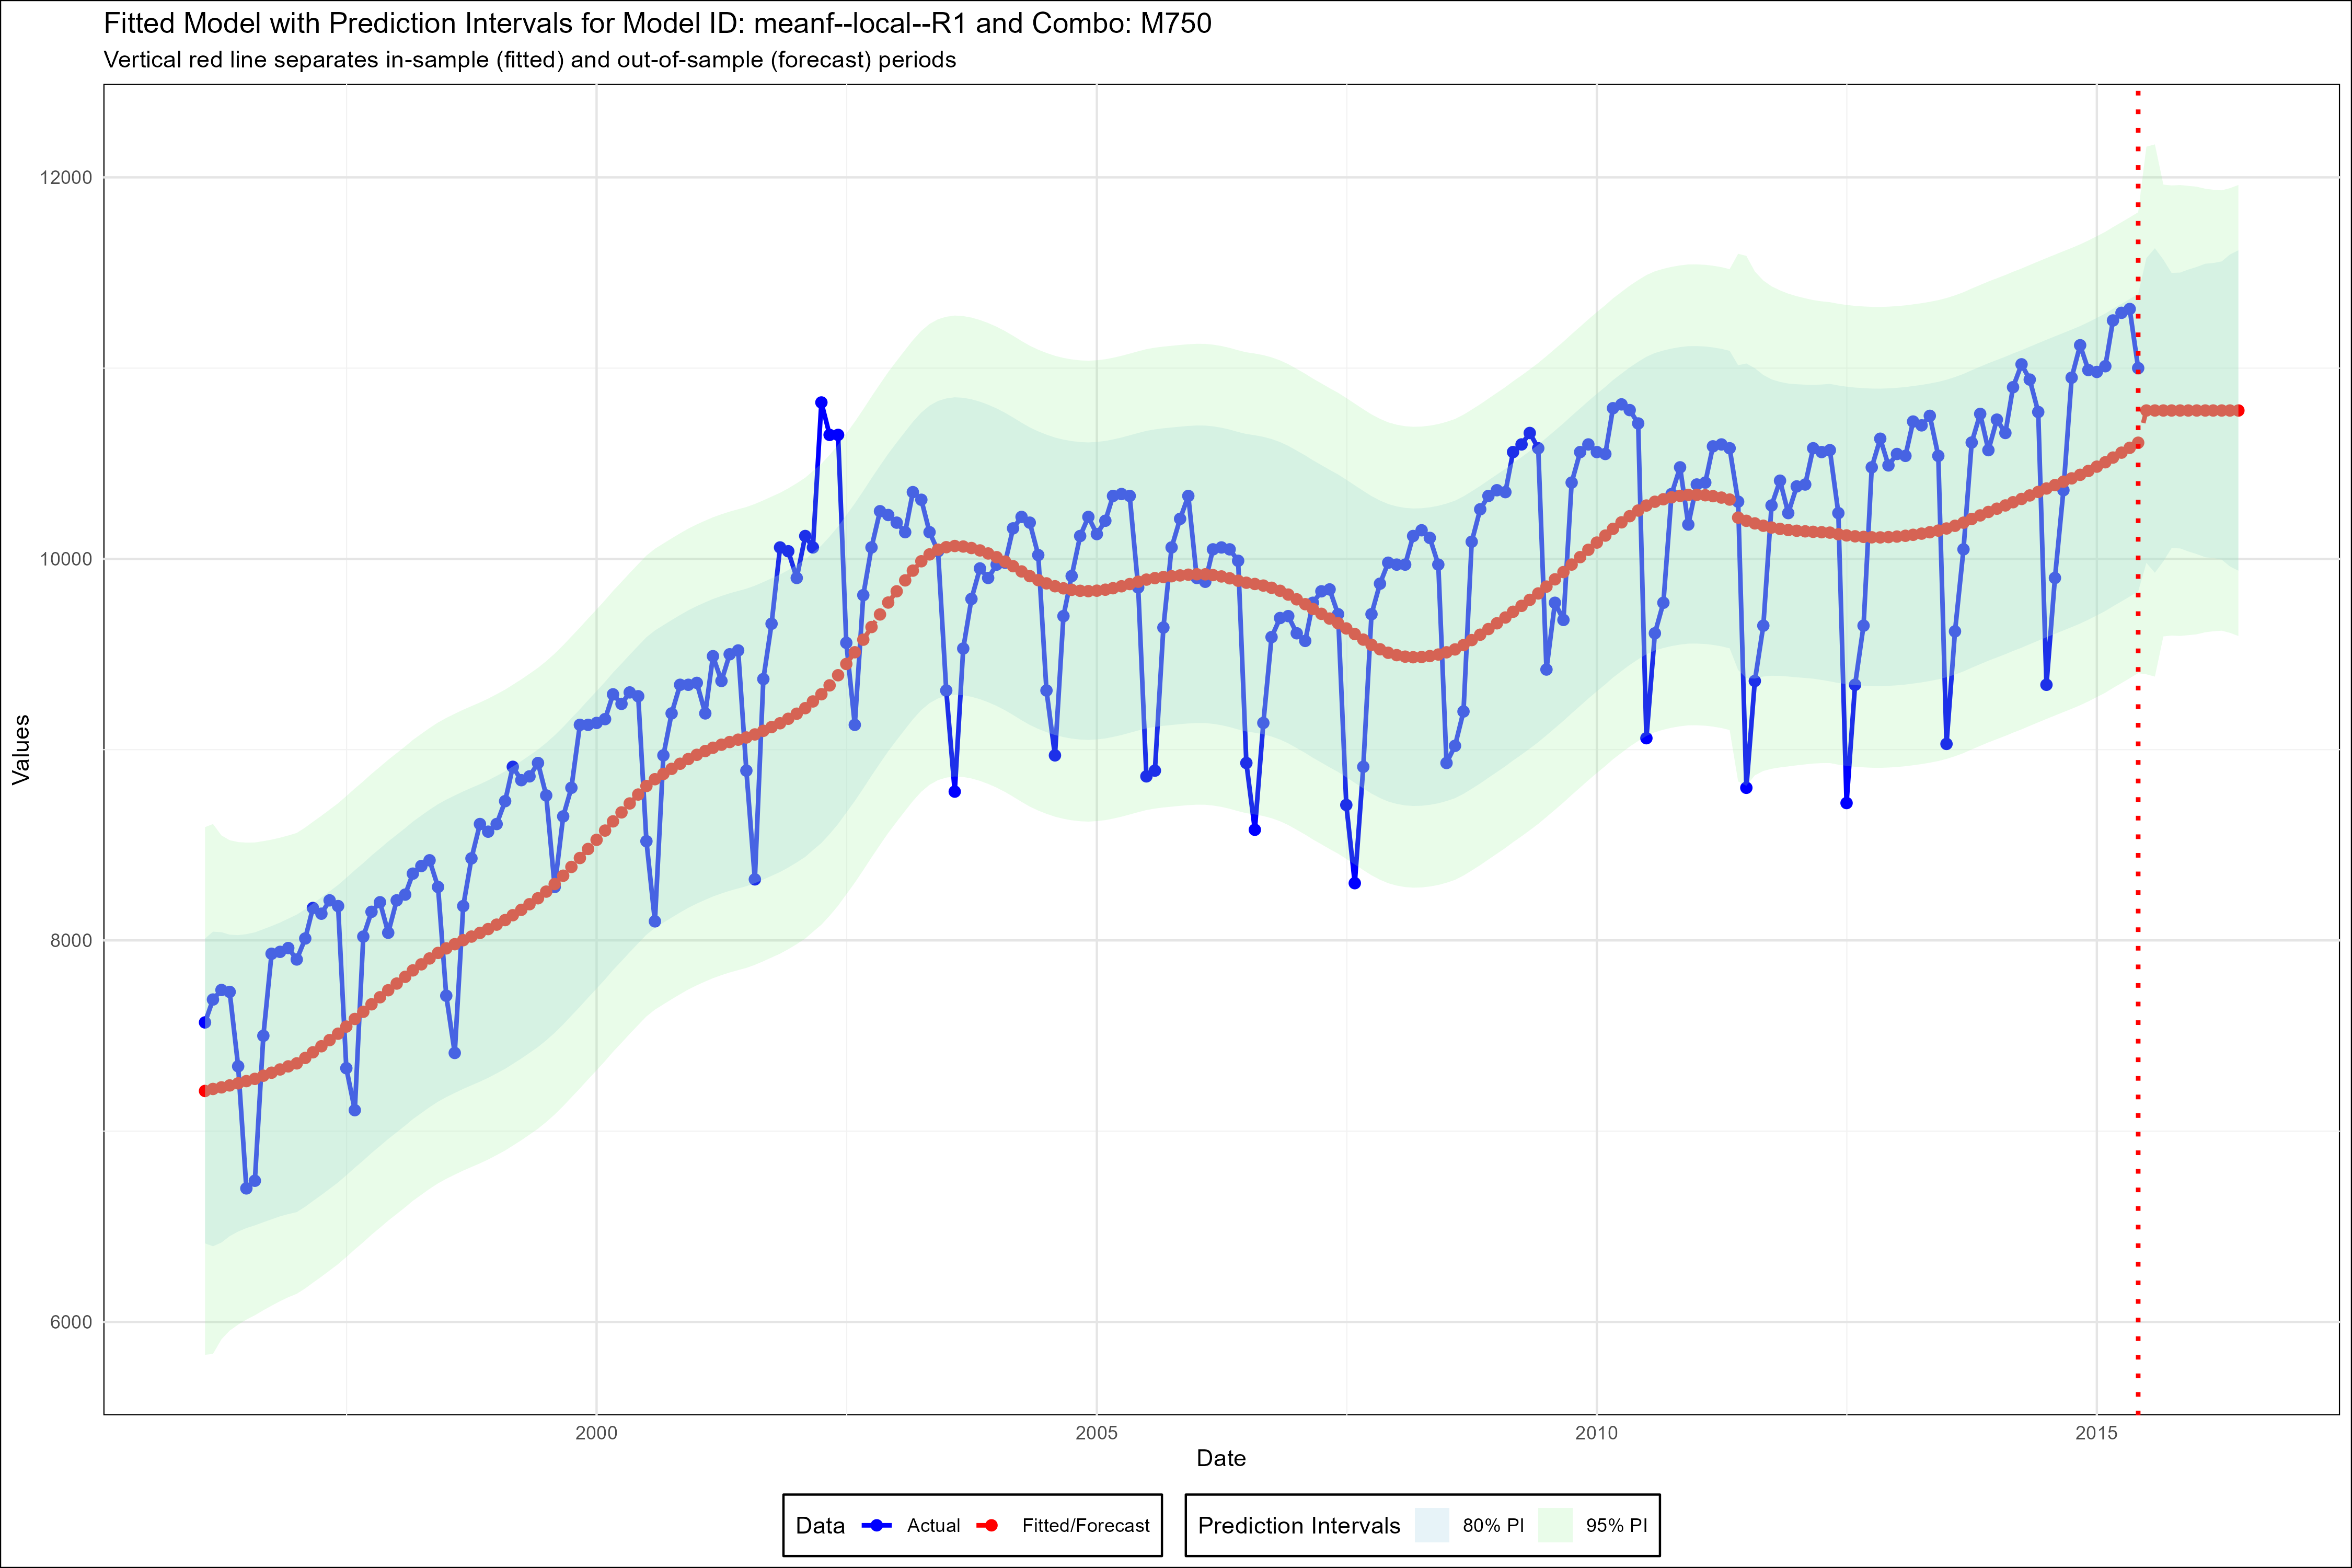 Fitted Model with Prediction Intervals for Model ID: meanf--local--R1 and Combo: M750
Vertical red line separates in-sample (fitted) and out-of-sample (forecast) periods
Values
12000
10000
8000
6000
2000
2005
2010
2015
Date
Data
Actual
Fitted/Forecast
Prediction Intervals
80% PI
95% PI